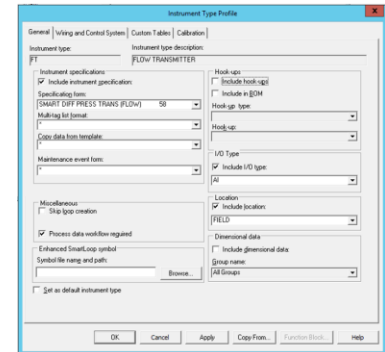 Instrument Type Profile
General
Wiring and Control System
Custom Tables
Calibration
Instrument type:
Instrument type description:
FT
FLOW TRANSMITTER
Instrument specifications
Include instrument specification:
Specification form:
SMART DIFF PRESS TRANS (FLOW) 58
Multi-tag list format:
*
Copy data from template:
*
Maintenance event form:
*
Hook-ups
Include hook-ups
Include in BOM
Hook-up type:
Hook-up:
I/O Type
Include I/O type:
AI
Miscellaneous
Skip loop creation
Process data workflow required
Location
Include location:
FIELD
Enhanced SmartLoop symbol
Symbol file name and path:
Browse...
Dimensional data
Include dimensional data:
Group name:
All Groups
Set as default instrument type
OK
Cancel
Apply
Copy From...
Function Block...
Help